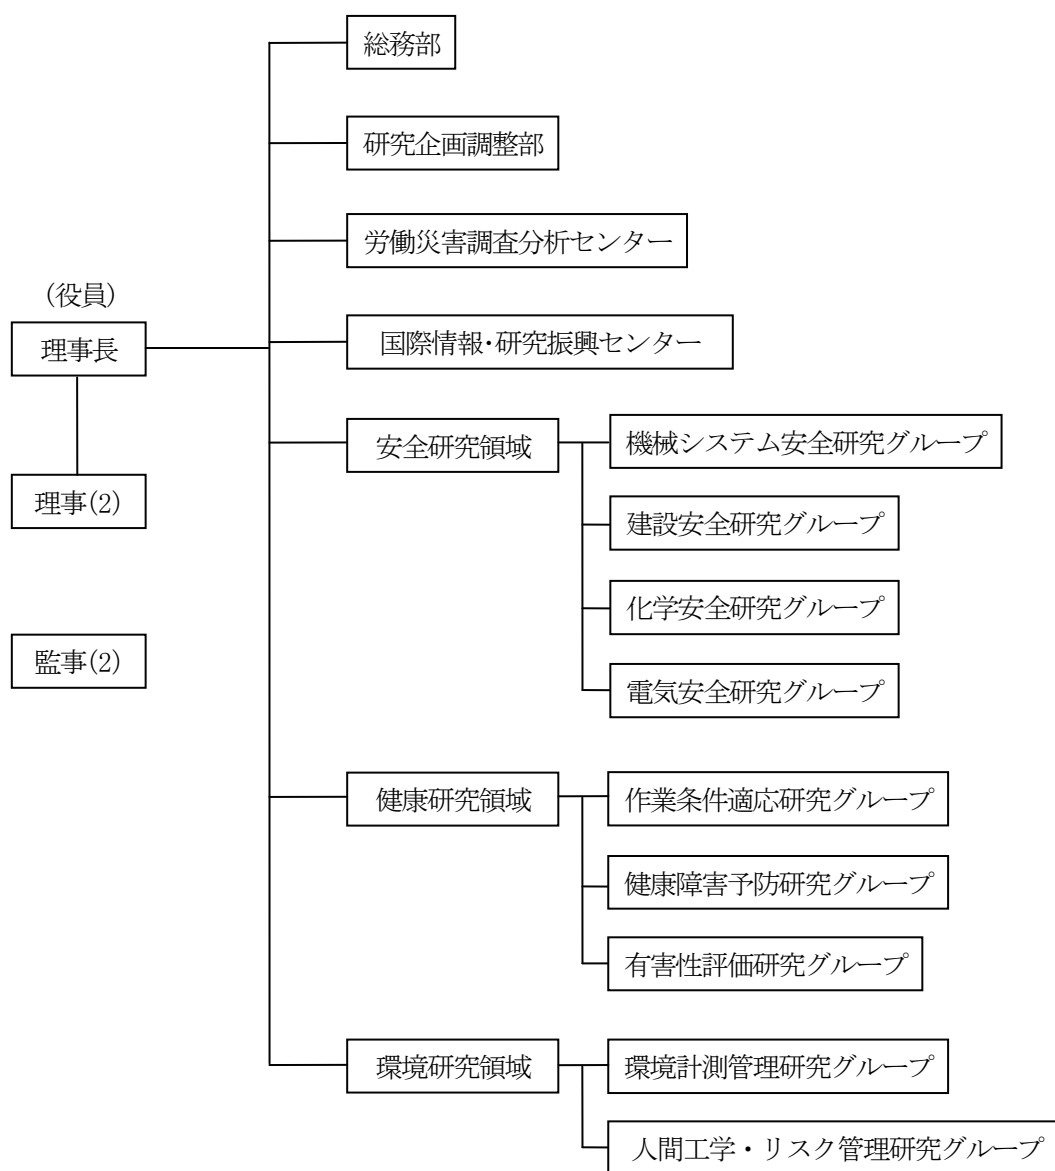 総務部
研究企画調整部
労働災害調査分析センター
(役員)
理事長
国際情報・研究振興センター
安全研究領域
機械システム安全研究グループ
理事(2)
建設安全研究グループ
化学安全研究グループ
監事(2)
電気安全研究グループ
健康研究領域
作業条件適応研究グループ
健康障害予防研究グループ
有害性評価研究グループ
環境研究領域
環境計測管理研究グループ
人間工学・リスク管理研究グループ